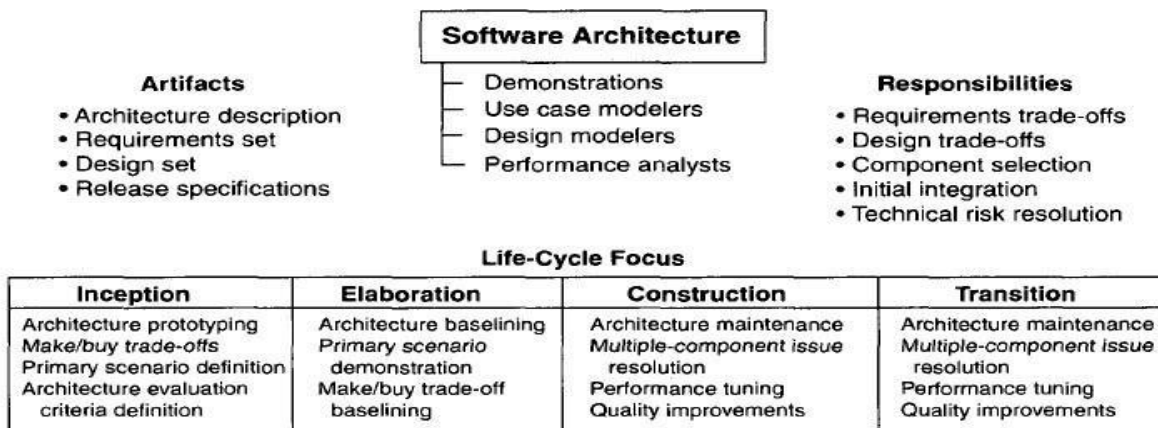 Software Architecture
Demonstrations
Use case modelers
Design modelers
Performance analysts
Artifacts
• Architecture description
• Requirements set
• Design set
• Release specifications
Responsibilities
• Requirements trade-offs
• Design trade-offs
• Component selection
• Initial integration
• Technical risk resolution
Life-Cycle Focus
Inception
Architecture prototyping
Make/buy trade-offs
Primary scenario definition
Architecture evaluation
criteria definition
Elaboration
Architecture baselining
Primary scenario
demonstration
Make/buy trade-off
baselining
Construction
Architecture maintenance
Multiple-component issue
resolution
Performance tuning
Quality improvements
Transition
Architecture maintenance
Multiple-component issue
resolution
Performance tuning
Quality improvements